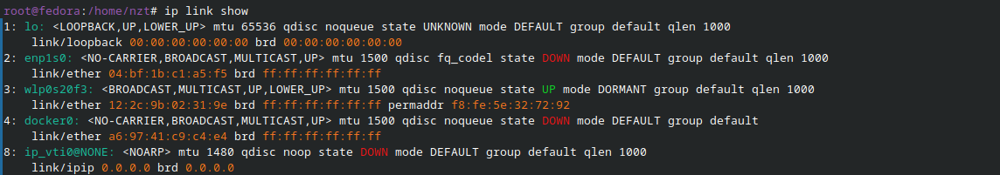 root@fedora:/home/nzt# ip link show
1: lo: <LOOPBACK,UP,LOWER_UP> mtu 65536 qdisc noqueue state UNKNOWN mode DEFAULT group default qlen 1000
    link/loopback 00:00:00:00:00:00 brd 00:00:00:00:00:00
2: enp1s0: <NO-CARRIER,BROADCAST,MULTICAST,UP> mtu 1500 qdisc fq_codel state DOWN mode DEFAULT group default qlen 1000
    link/ether 04:bf:1b:c1:a5:f5 brd ff:ff:ff:ff:ff:ff
3: wlp0s20f3: <BROADCAST,MULTICAST,UP,LOWER_UP> mtu 1500 qdisc noqueue state UP mode DORMANT group default qlen 1000
    link/ether 12:2c:9b:02:31:9e brd ff:ff:ff:ff:ff:ff permaddr f8:fe:5e:32:72:92
4: docker0: <NO-CARRIER,BROADCAST,MULTICAST,UP> mtu 1500 qdisc noqueue state DOWN mode DEFAULT group default
    link/ether a6:97:41:c9:c4:e4 brd ff:ff:ff:ff:ff:ff
8: ip_vti0@NONE: <NOARP> mtu 1480 qdisc noop state DOWN mode DEFAULT group default qlen 1000
    link/ipip 0.0.0.0 brd 0.0.0.0